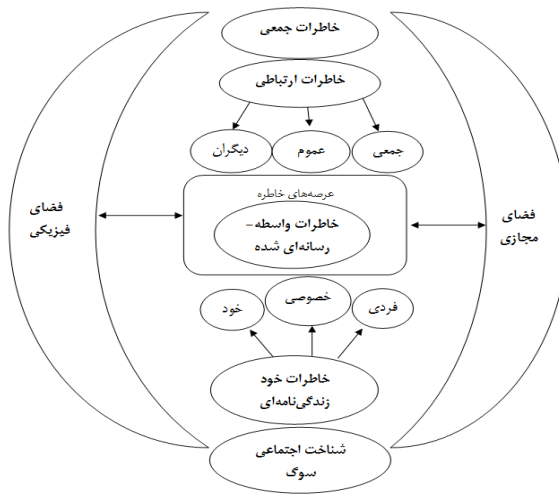 خاطرات جمعی
خاطرات ارتباطی
جمعی
عموم
دیگران
عرصه‌های خاطره
خاطرات واسطه-
رسانه‌ای شده
فضای
مجازی
فضای
فیزیکی
فردی
خصوصی
خود
خاطرات خود
زندگی‌نامه‌ای
شناخت اجتماعی
سوگ